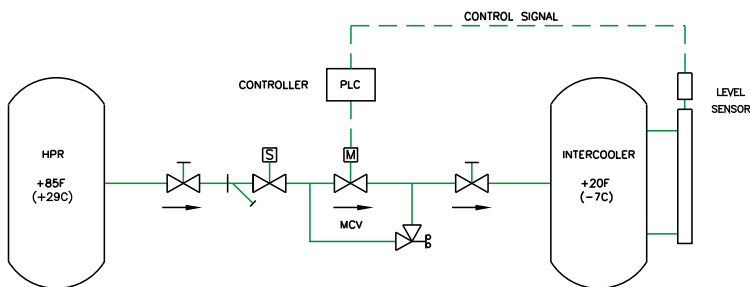 CONTROL SIGNAL
CONTROLLER
PLC
LEVEL
SENSOR
HPR
S
M
INTERCOOLER
+85F
(+29C)
+20F
(-7C)
MCV